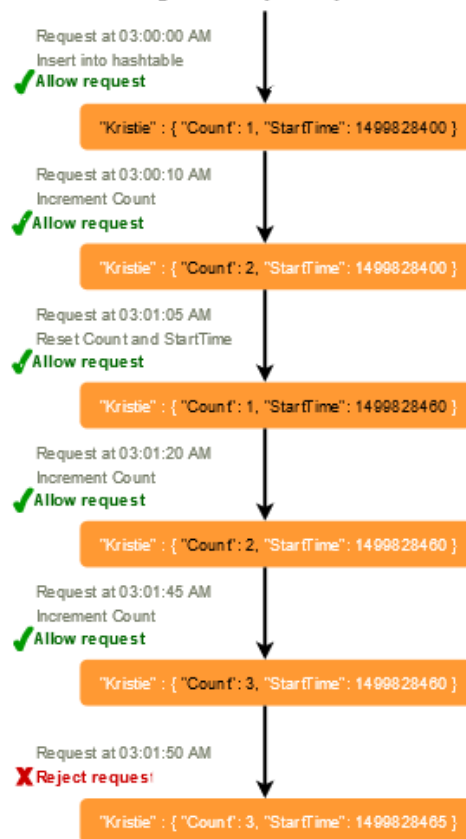 Request at 03:00:00 AM
Insert into hashtable
Allow request
"Kristie" : { "Count": 1, "StartTime": 1499828400 }
Request at 03:00:10 AM
Increment Count
Allow request
"Kristie" : { "Count": 2, "StartTime": 1499828400 }
Request at 03:01:05 AM
Reset Count and StartTime
Allow request
"Kristie" : { "Count": 1, "StartTime": 1499828460 }
Request at 03:01:20 AM
Increment Count
Allow request
"Kristie" : { "Count": 2, "StartTime": 1499828460 }
Request at 03:01:45 AM
Increment Count
Allow request
"Kristie" : { "Count": 3, "StartTime": 1499828460 }
Request at 03:01:50 AM
Reject request
"Kristie" : { "Count": 3, "StartTime": 1499828465 }